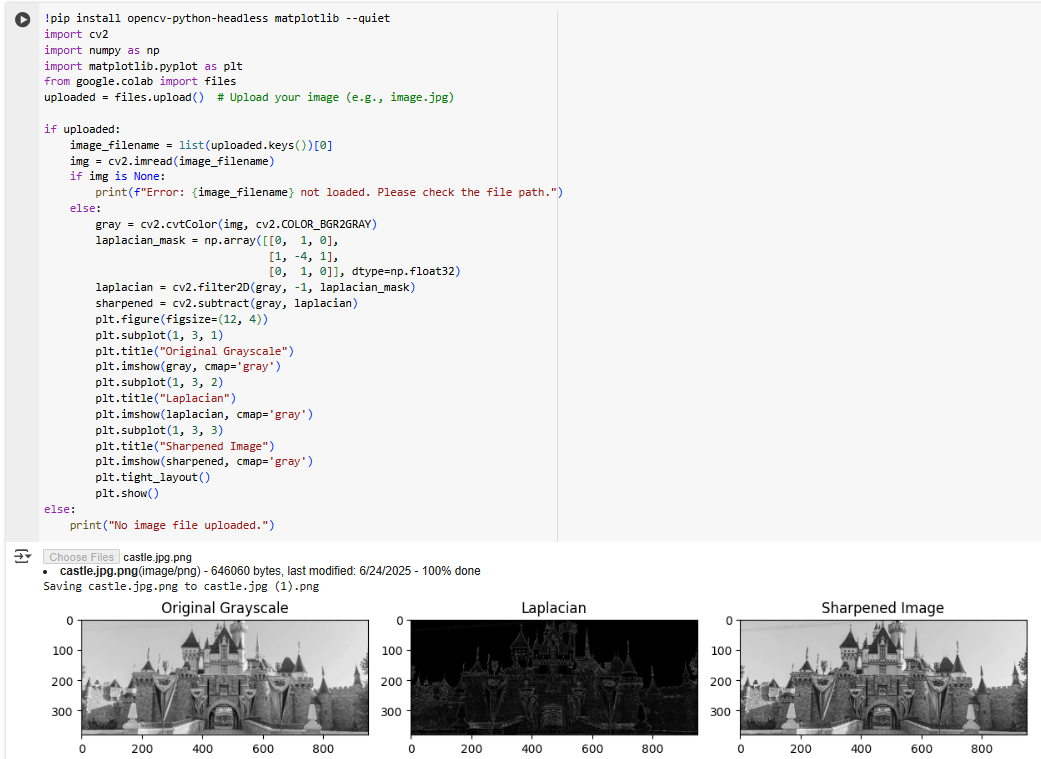 !pip install opencv-python-headless matplotlib --quiet
import cv2
import numpy as np
import matplotlib.pyplot as plt
from google.colab import files
uploaded = files.upload()  # Upload your image (e.g., image.jpg)
if uploaded:
    image_filename = list(uploaded.keys())[0]
    img = cv2.imread(image_filename)
    if img is None:
        print(f"Error: {image_filename} not loaded. Please check the file path.")
    else:
        gray = cv2.cvtColor(img, cv2.COLOR_BGR2GRAY)
        laplacian_mask = np.array([[0,  1, 0],
                                   [1, -4, 1],
                                   [0,  1, 0]], dtype=np.float32)
        laplacian = cv2.filter2D(gray, -1, laplacian_mask)
        sharpened = cv2.subtract(gray, laplacian)
        plt.figure(figsize=(12, 4))
        plt.subplot(1, 3, 1)
        plt.title("Original Grayscale")
        plt.imshow(gray, cmap='gray')
        plt.subplot(1, 3, 2)
        plt.title("Laplacian")
        plt.imshow(laplacian, cmap='gray')
        plt.subplot(1, 3, 3)
        plt.title("Sharpened Image")
        plt.imshow(sharpened, cmap='gray')
        plt.tight_layout()
        plt.show()
else:
    print("No image file uploaded.")
Choose Files castle.jpg.png
• castle.jpg.png(image/png) - 646060 bytes, last modified: 6/24/2025 - 100% done
Saving castle.jpg.png to castle.jpg (1).png
Original Grayscale Laplacian Sharpened Image
0 0 0
100 100 100
200 200 200
300 300 300
0 200 400 600 800 0 200 400 600 800 0 200 400 600 800